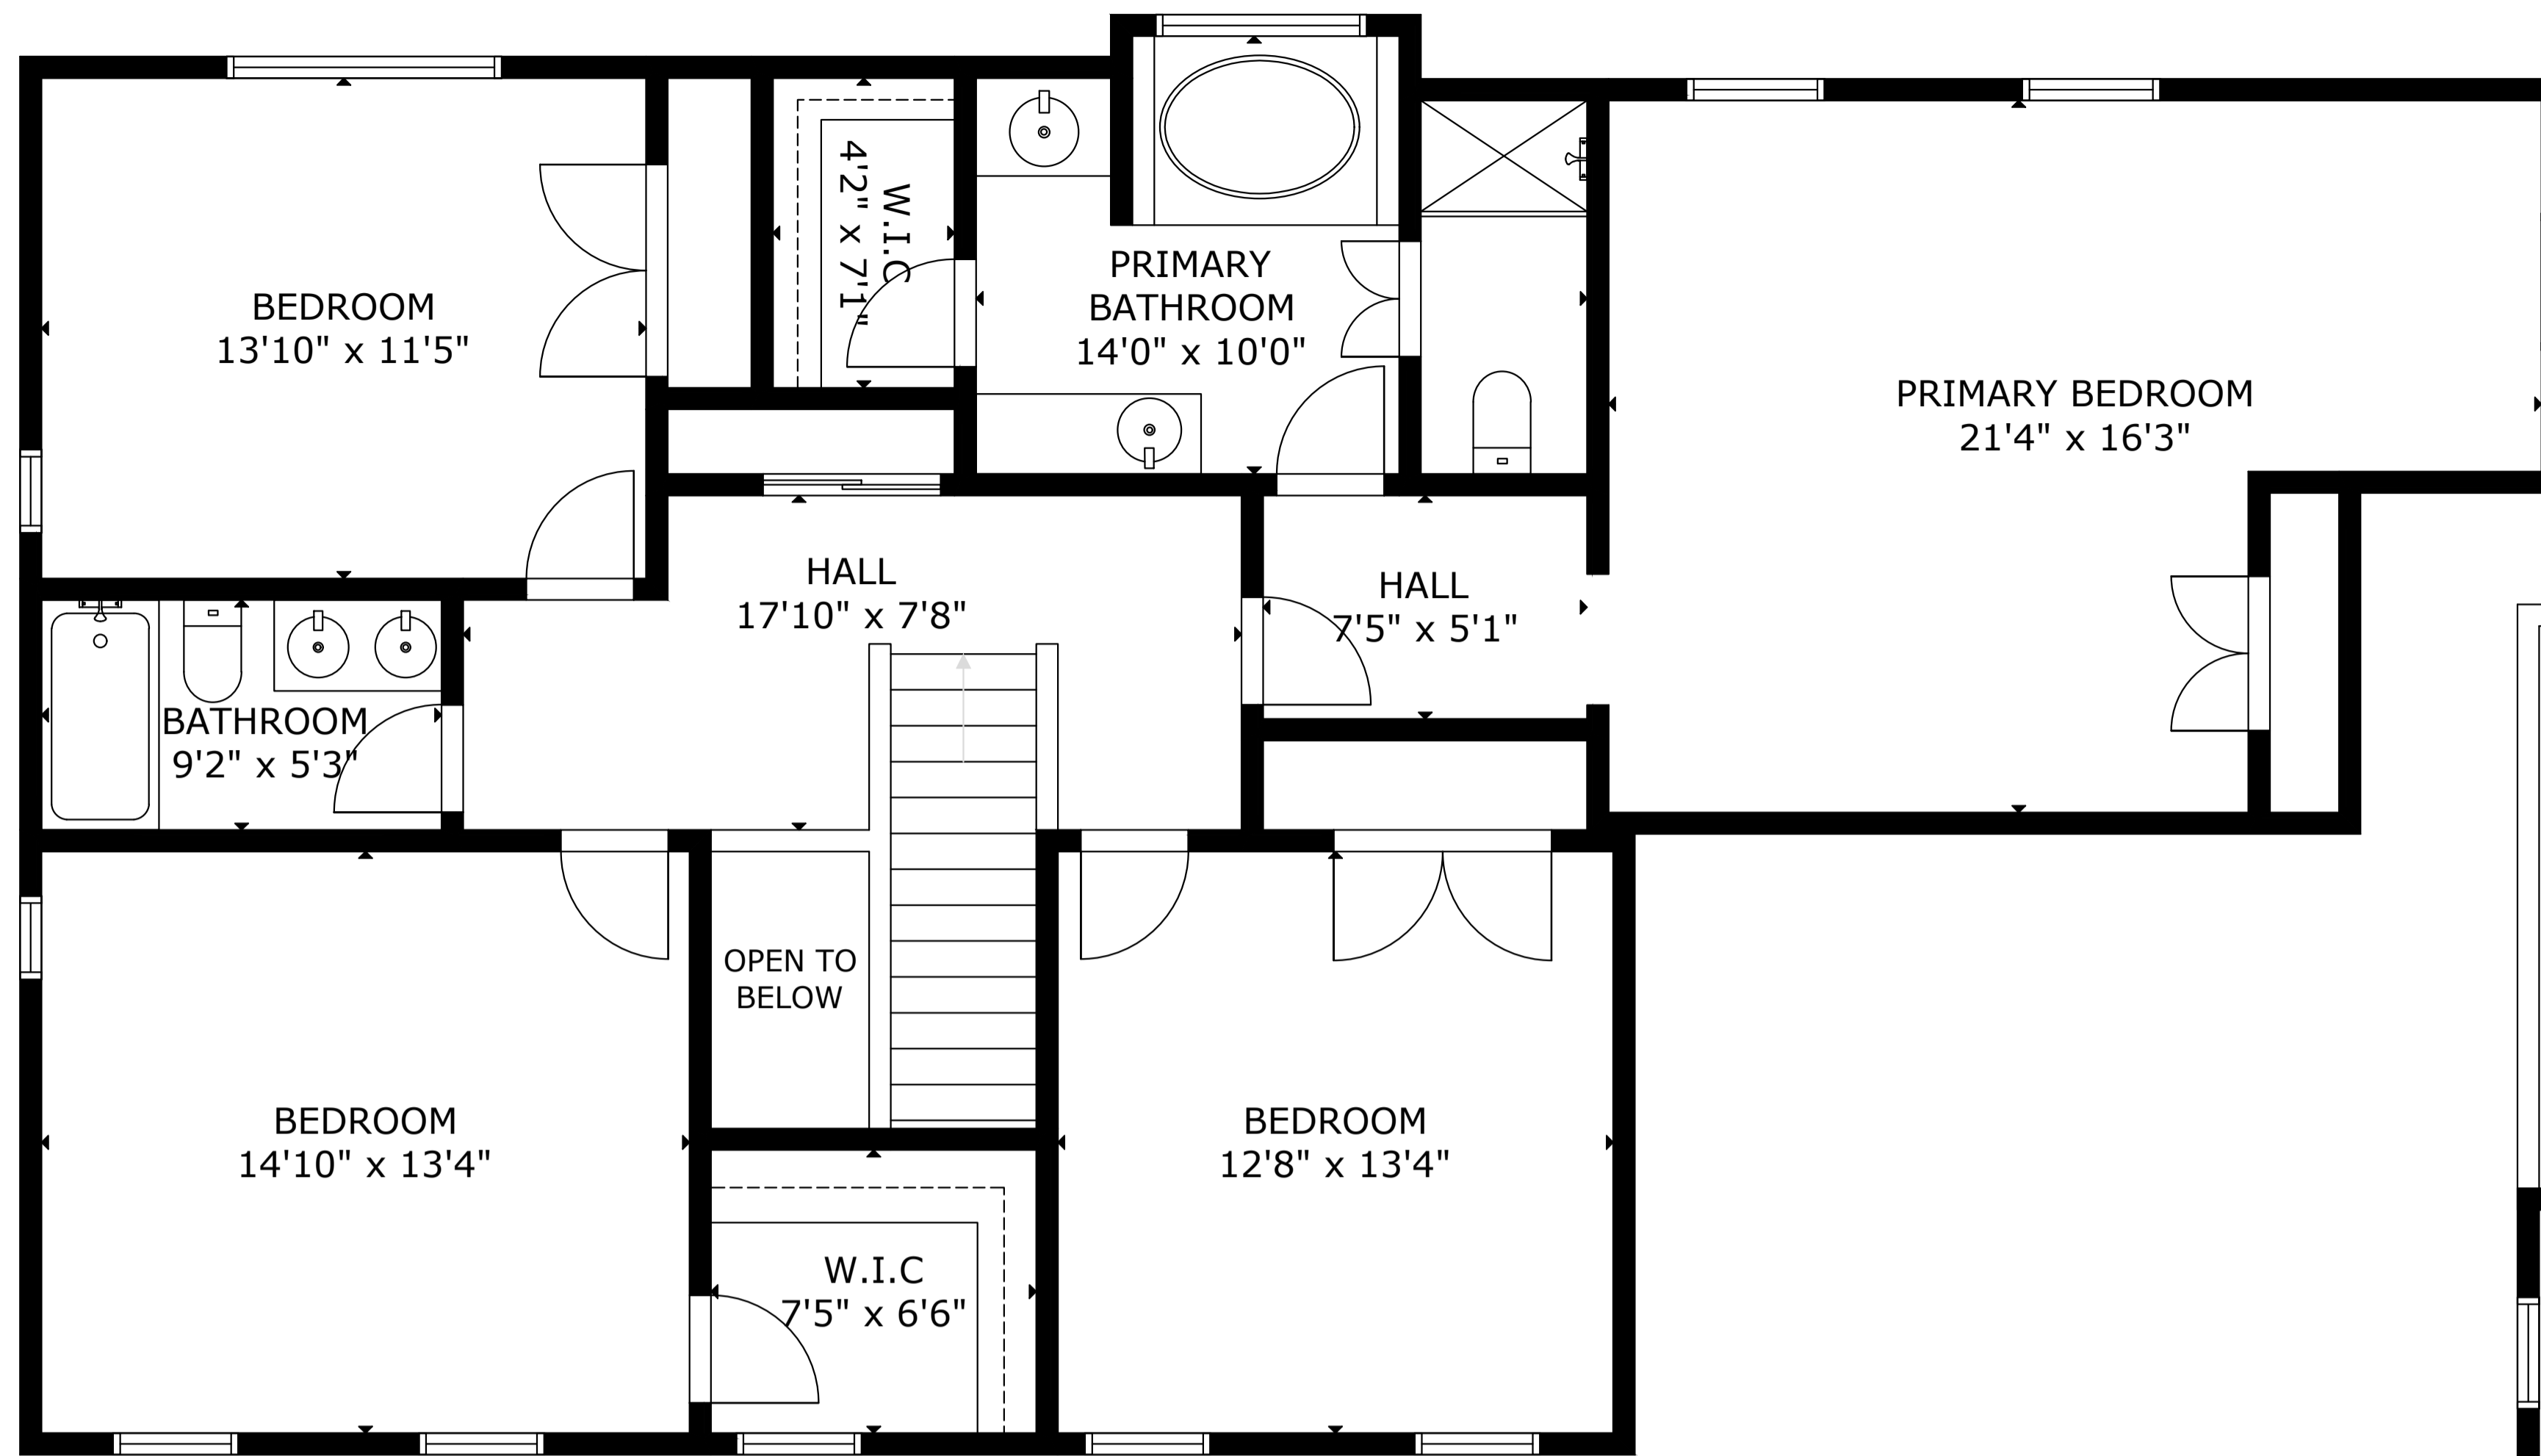 BEDROOM
13'10" x 11'5"
W.I.C
4'2" x 7'1"
PRIMARY
BATHROOM
14'0" x 10'0"
PRIMARY BEDROOM
21'4" x 16'3"
HALL
17'10" x 7'8"
HALL
7'5" x 5'1"
BATHROOM
9'2" x 5'3"
OPEN TO
BELOW
BEDROOM
14'10" x 13'4"
BEDROOM
12'8" x 13'4"
W.I.C
7'5" x 6'6"